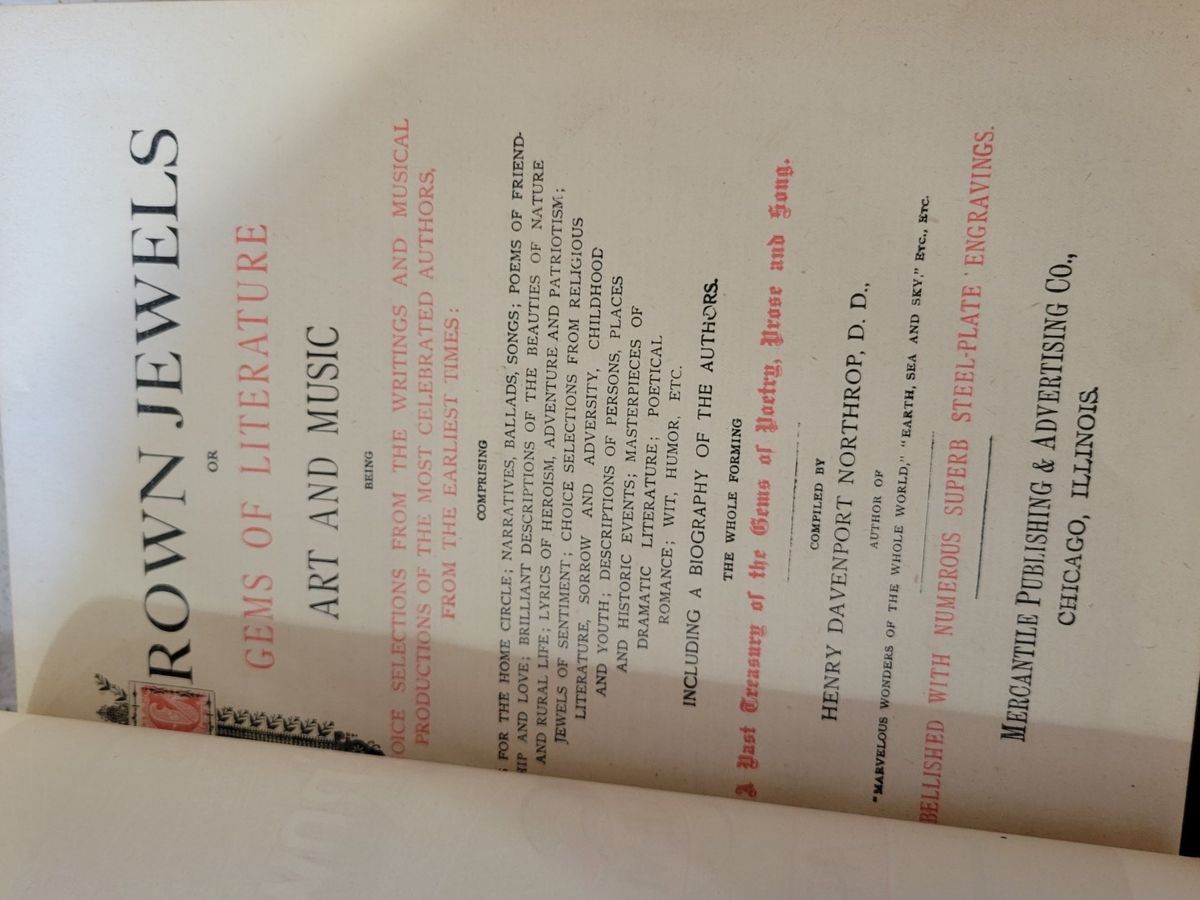 CROWN JEWELS
OR
GEMS OF LITERATURE
ART AND MUSIC
BEING
OICE SELECTIONS FROM THE WRITINGS AND MUSICAL
PRODUCTIONS OF THE MOST CELEBRATED AUTHORS,
FROM THE EARLIEST TIMES:
COMPRISING
S FOR THE HOME CIRCLE; NARRATIVES, BALLADS, SONGS; POEMS OF FRIEND-
HIP AND LOVE; BRILLIANT DESCRIPTIONS OF THE BEAUTIES OF NATURE
AND RURAL LIFE; LYRICS OF HEROISM, ADVENTURE AND PATRIOTISM;
JEWELS OF SENTIMENT; CHOICE SELECTIONS FROM RELIGIOUS
LITERATURE, SORROW AND ADVERSITY, CHILDHOOD
AND YOUTH; DESCRIPTIONS OF PERSONS, PLACES
AND HISTORIC EVENTS; MASTERPIECES OF
DRAMATIC LITERATURE; POETICAL
ROMANCE; WIT, HUMOR, ETC.
INCLUDING A BIOGRAPHY OF THE AUTHORS.
THE WHOLE FORMING
A Vast Treasury of the Gems of Poetry, Prose and Song.
COMPILED BY
HENRY DAVENPORT NORTHROP, D. D.,
AUTHOR OF
"MARVELOUS WONDERS OF THE WHOLE WORLD," "EARTH, SEA AND SKY," ETC., ETC.
BELLISHED WITH NUMEROUS SUPERB STEEL-PLATE ENGRAVINGS.
MERCANTILE PUBLISHING & ADVERTISING CO.,
CHICAGO, ILLINOIS.